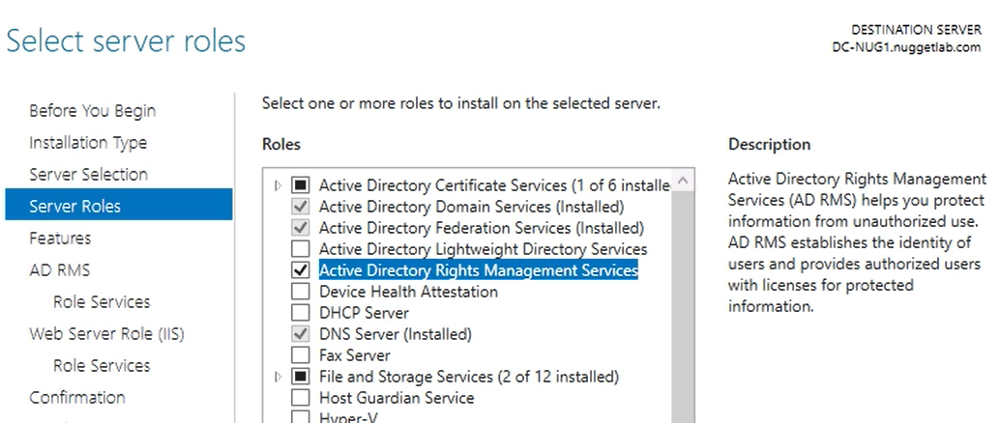 Select server roles
DESTINATION SERVER
DC-NUG1.nuggetlab.com
Before You Begin
Installation Type
Server Selection
Server Roles
Features
AD RMS
Role Services
Web Server Role (IIS)
Role Services
Confirmation
Select one or more roles to install on the selected server.
Roles
Active Directory Certificate Services (1 of 6 installe
Active Directory Domain Services (Installed)
Active Directory Federation Services (Installed)
Active Directory Lightweight Directory Services
Active Directory Rights Management Services
Device Health Attestation
DHCP Server
DNS Server (Installed)
Fax Server
File and Storage Services (2 of 12 installed)
Host Guardian Service
Hyper-V
Description
Active Directory Rights Management
Services (AD RMS) helps you protect
information from unauthorized use.
AD RMS establishes the identity of
users and provides authorized users
with licenses for protected
information.